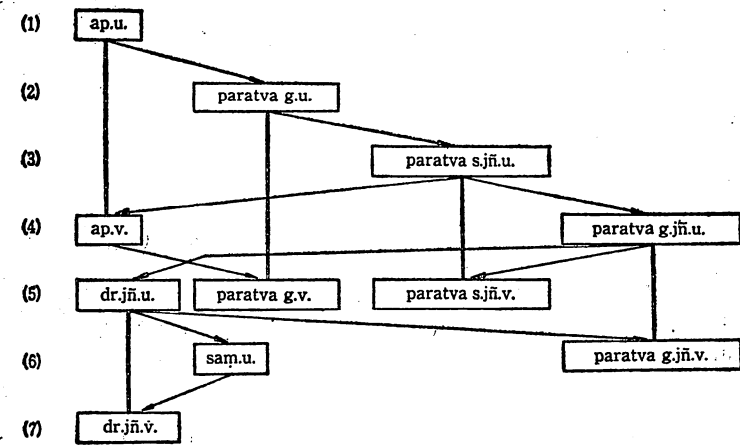 (1) ap.u.
(2) paratva g.u.
(3) paratva s.jñ.u.
(4) ap.v. paratva g.jñ.u.
(5) dr.jñ.u. paratva g.v. paratva s.jñ.v.
(6) saṃ.u. paratva g.jñ.v.
(7) dr.jñ.v.